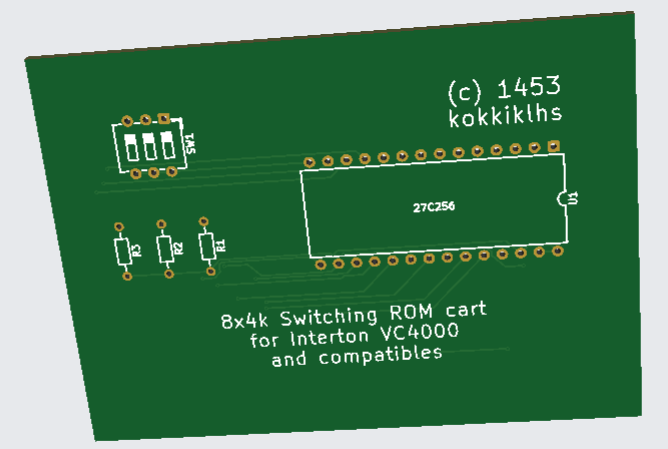 (c) 1453
kokkiklhs
SW1
27C256
U1
R3
R2
R1
8x4k Switching ROM cart
for Interton VC4000
and compatibles